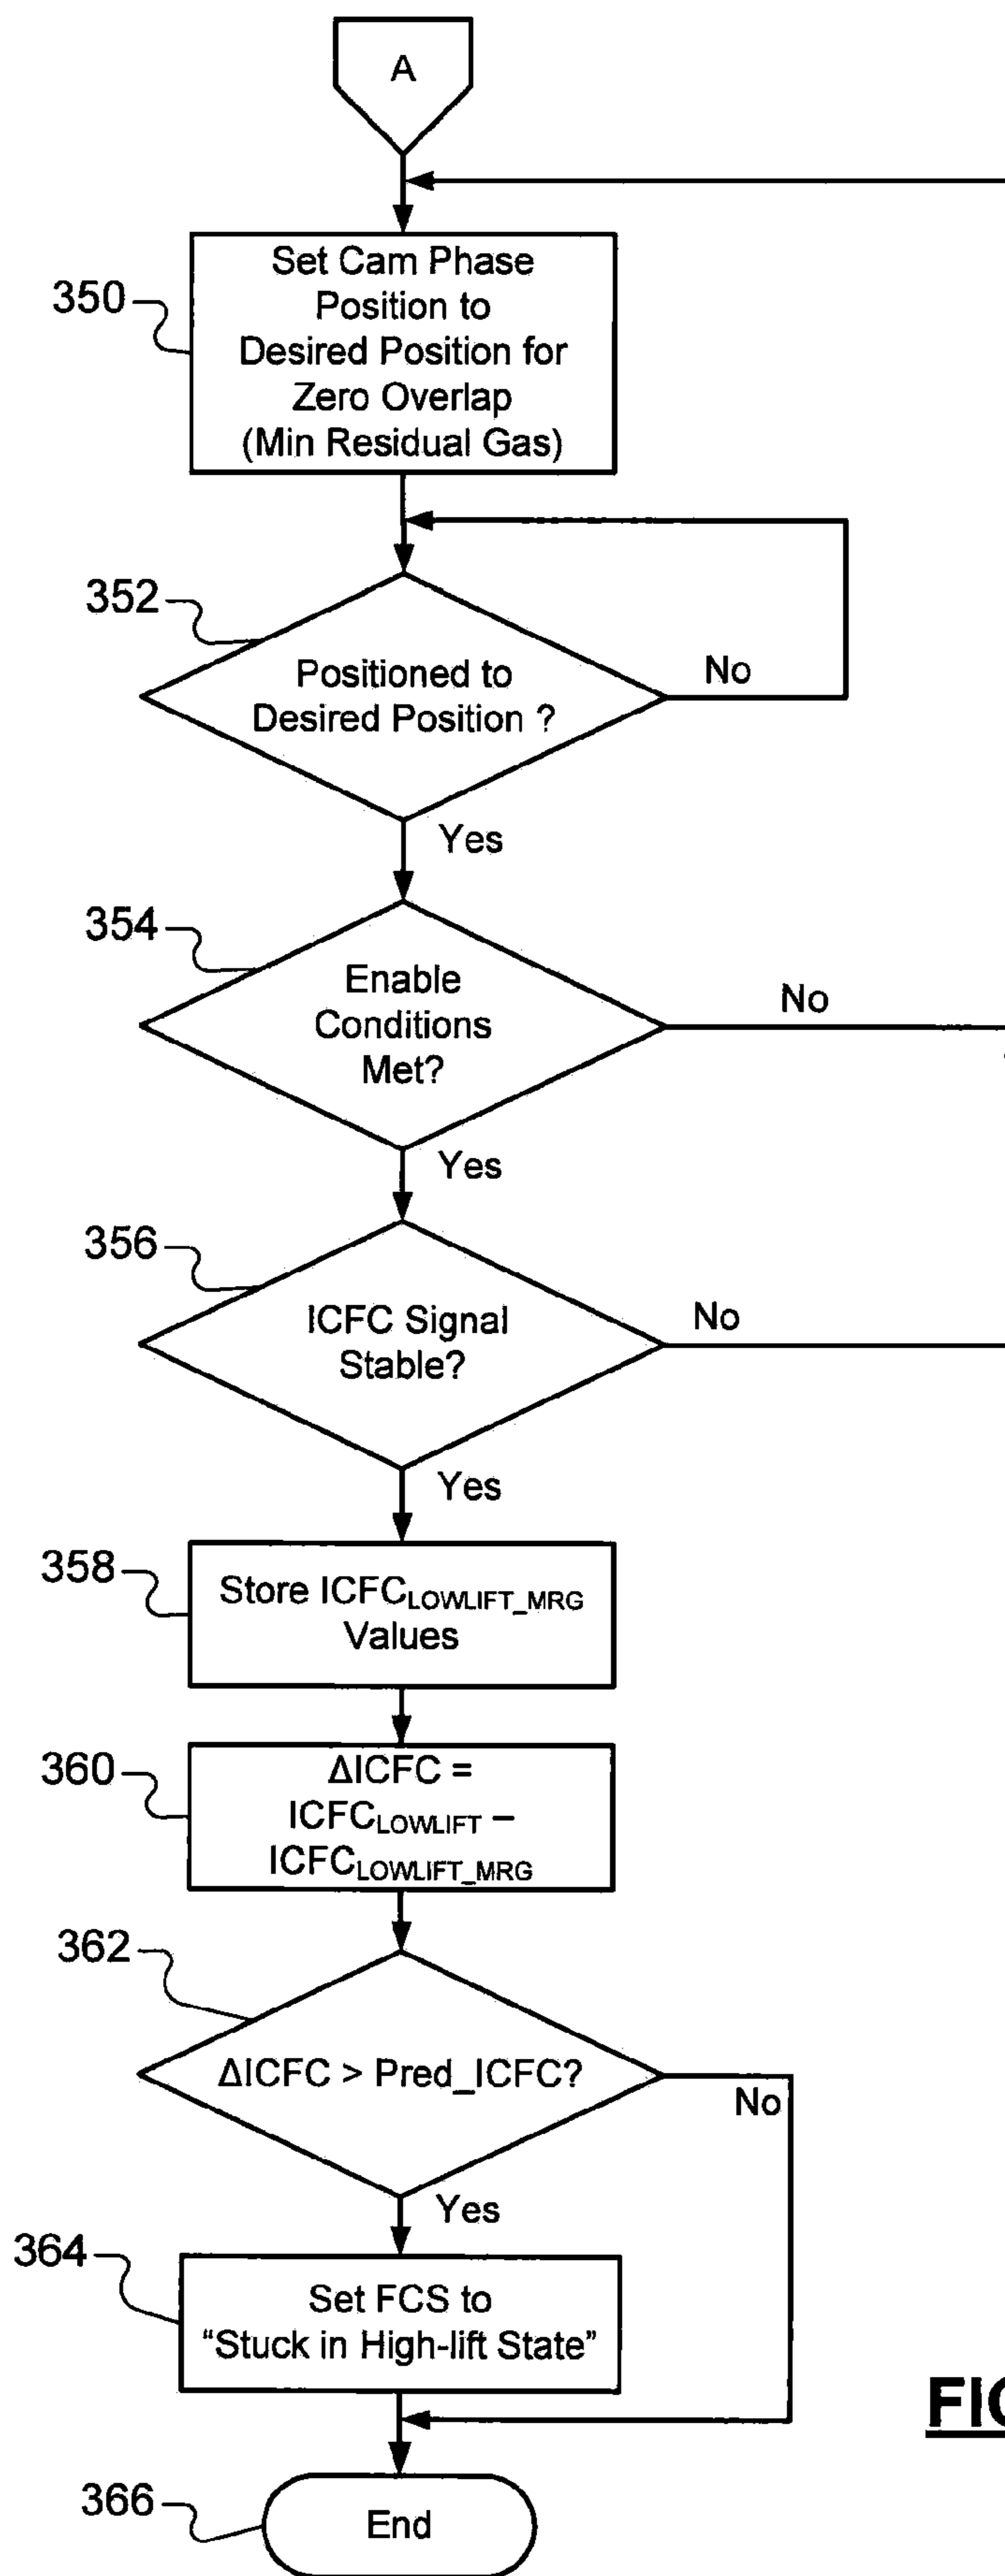 A
350
Set Cam Phase
Position to
Desired Position for
Zero Overlap
(Min Residual Gas)
352
Positioned to
Desired Position ?
No
Yes
354
Enable
Conditions
Met?
No
Yes
356
ICFC Signal
Stable?
No
Yes
358
Store ICFCLOWLIFT_MRG
Values
360
ΔICFC =
ICFCLOWLIFT –
ICFCLOWLIFT_MRG
362
ΔICFC > Pred_ICFC?
No
Yes
364
Set FCS to
“Stuck in High-lift State”
366
End